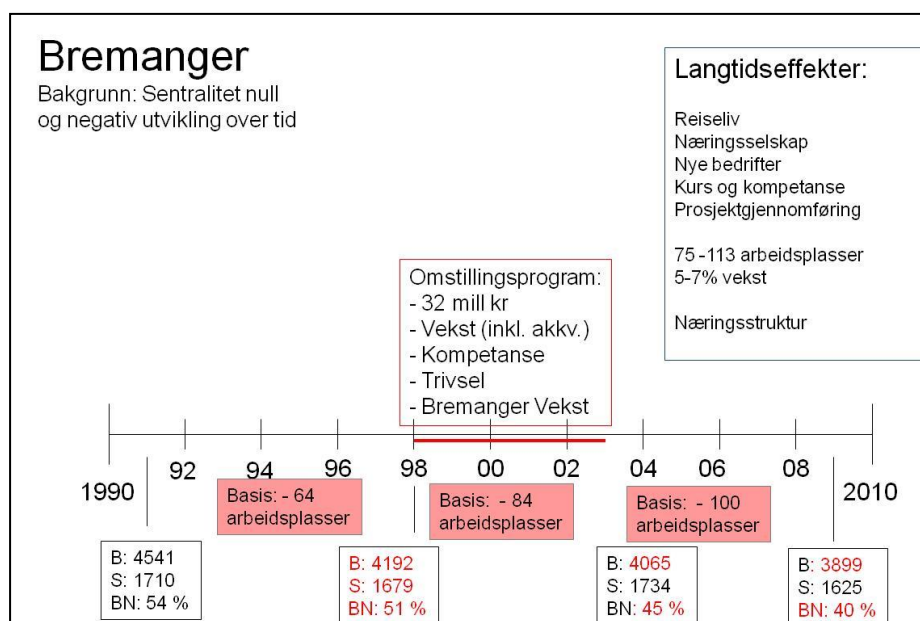 Bremanger
Bakgrunn: Sentralitet null
og negativ utvikling over tid
Langtidseffekter:
Reiseliv
Næringsselskap
Nye bedrifter
Kurs og kompetanse
Prosjektgjennomføring
75 -113 arbeidsplasser
5-7% vekst
Næringsstruktur
Omstillingsprogram:
- 32 mill kr
- Vekst (inkl. akkv.)
- Kompetanse
- Trivsel
- Bremanger Vekst
1990 92 94 96 98 00 02 04 06 08 2010
Basis: - 64
arbeidsplasser
Basis: - 84
arbeidsplasser
Basis: - 100
arbeidsplasser
B: 4541
S: 1710
BN: 54 %
B: 4192
S: 1679
BN: 51 %
B: 4065
S: 1734
BN: 45 %
B: 3899
S: 1625
BN: 40 %